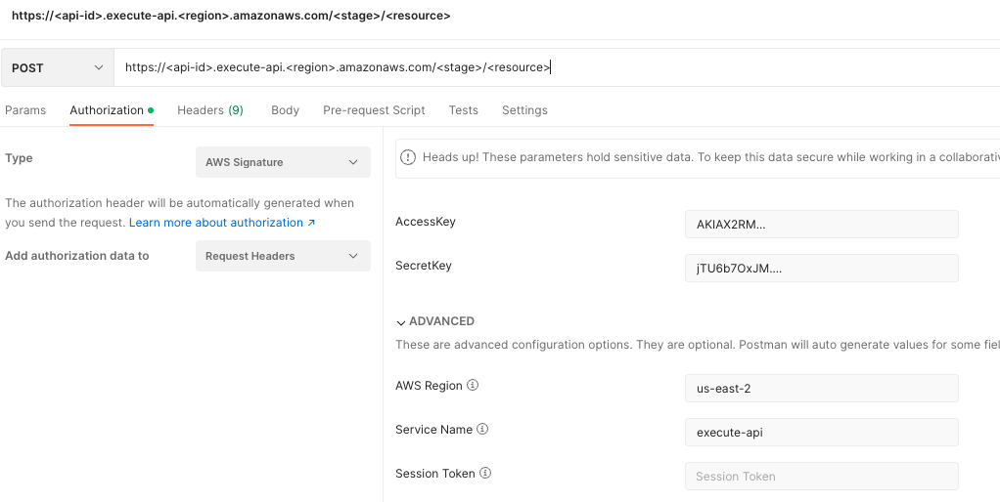 https://<api-id>.execute-api.<region>.amazonaws.com/<stage>/<resource>
POST https://<api-id>.execute-api.<region>.amazonaws.com/<stage>/<resource>
Params Authorization Headers (9) Body Pre-request Script Tests Settings
Type AWS Signature
The authorization header will be automatically generated when
you send the request. Learn more about authorization ↗
Add authorization data to Request Headers
Heads up! These parameters hold sensitive data. To keep this data secure while working in a collaborativ
AccessKey AKIAX2RM...
SecretKey jTU6b7OxJM....
ADVANCED
These are advanced configuration options. They are optional. Postman will auto generate values for some fiel
AWS Region us-east-2
Service Name execute-api
Session Token Session Token